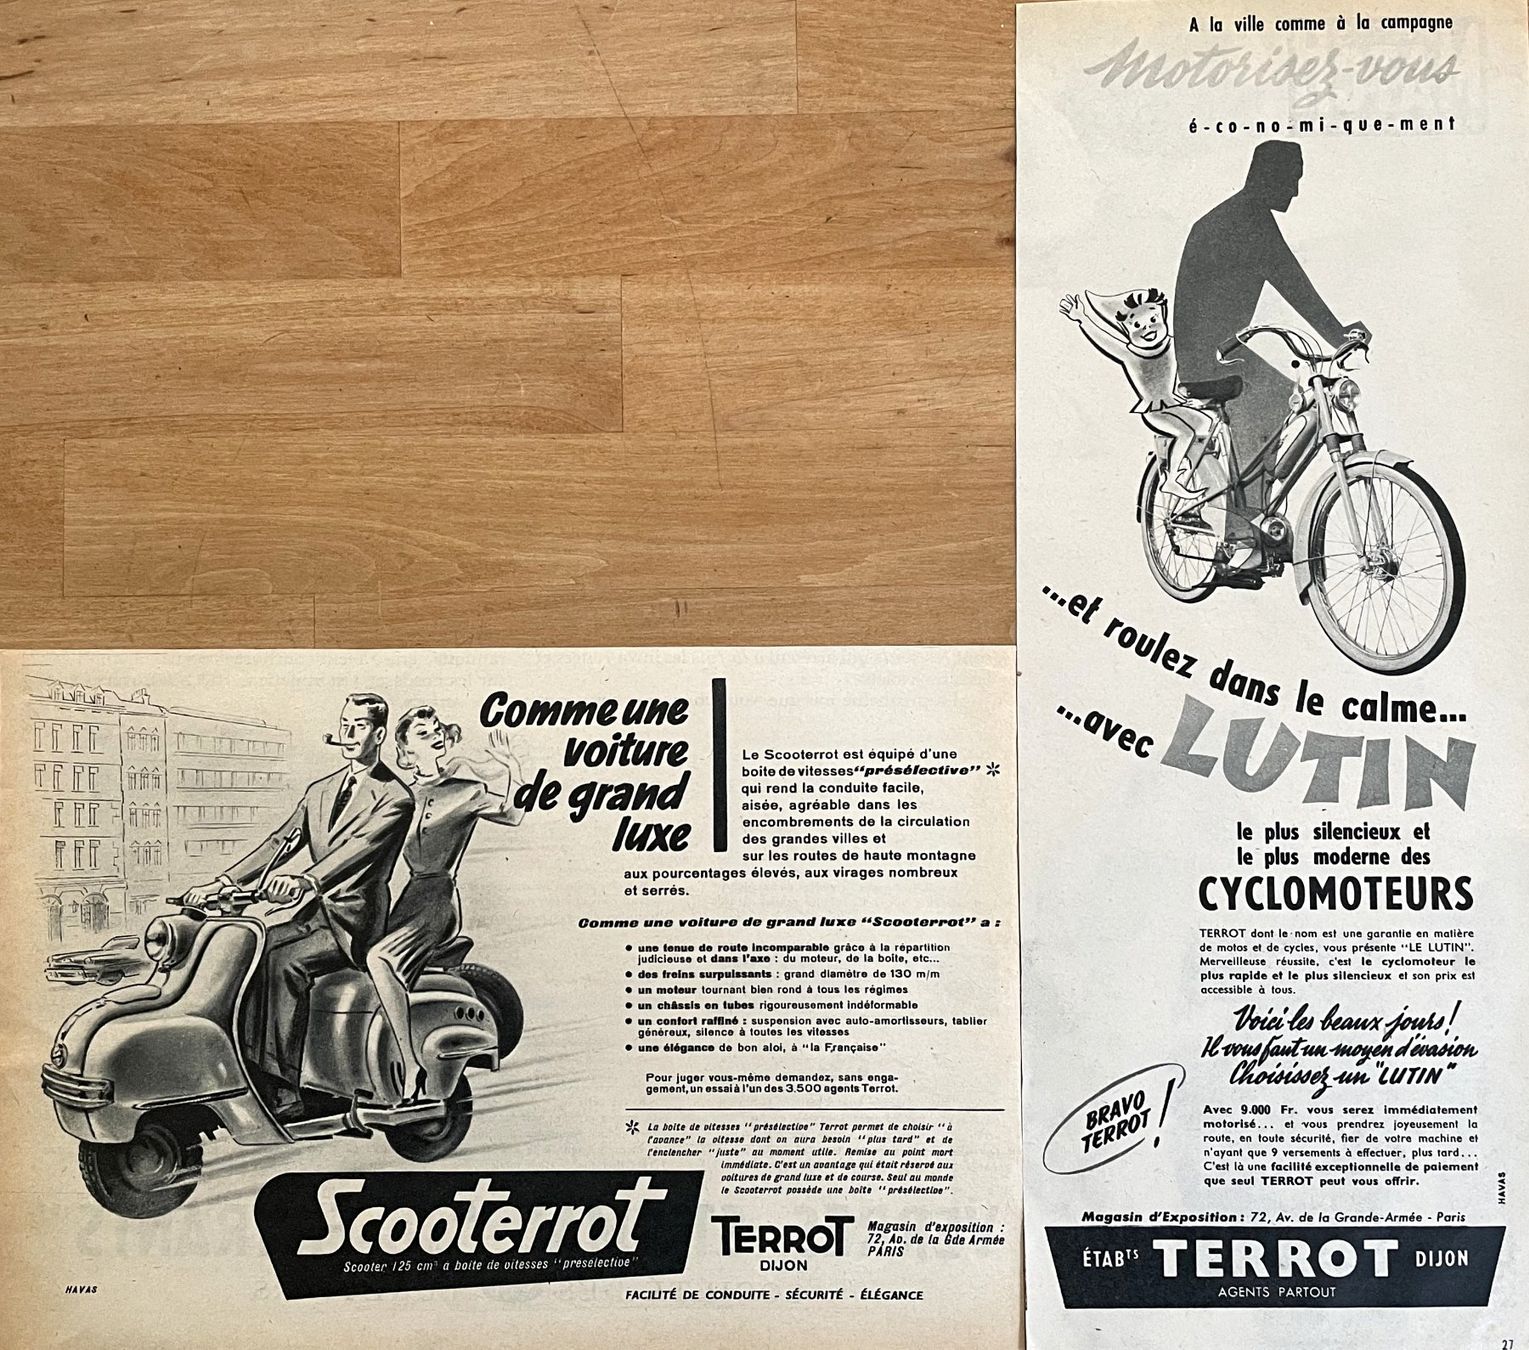 Comme une
voiture
de grand
luxe
Le Scooterrot est équipé d'une
boite de vitesses "présélective" *
qui rend la conduite facile,
aisée, agréable dans les
encombrements de la circulation
des grandes villes et
sur les routes de haute montagne
aux pourcentages élevés, aux virages nombreux
et serrés.
Comme une voiture de grand luxe "Scooterrot" a :
• une tenue de route incomparable grâce à la répartition
judicieuse et dans l'axe : du moteur, de la boite, etc...
• des freins surpuissants : grand diamètre de 130 m/m
• un moteur tournant bien rond à tous les régimes
• un châssis en tubes rigoureusement indéformable
• un confort raffiné : suspension avec auto-amortisseurs, tablier
généreux, silence à toutes les vitesses
• une élégance de bon aloi, à "la Française"
Pour juger vous-même demandez, sans enga-
gement, un essai à l'un des 3.500 agents Terrot.
* La boite de vitesses "présélective" Terrot permet de choisir "à
l'avance" la vitesse dont on aura besoin "plus tard" et de
l'enclencher "juste" au moment utile. Remise au point mort
immédiate. C'est un avantage qui était réservé aux
voitures de grand luxe et de course. Seul au monde
le Scooterrot possède une boite "présélective".
Scooterrot
Scooter 125 cm³ à boite de vitesses "présélective"
TERROT
DIJON
Magasin d'exposition :
72, Av. de la Gde Armée
PARIS
HAVAS
FACILITÉ DE CONDUITE - SÉCURITÉ - ÉLÉGANCE
A la ville comme à la campagne
Motorisez-vous
é-co-no-mi-que-ment
...et roulez dans le calme...
...avec LUTIN
le plus silencieux et
le plus moderne des
CYCLOMOTEURS
TERROT dont le nom est une garantie en matière
de motos et de cycles, vous présente "LE LUTIN".
Merveilleuse réussite, c'est le cyclomoteur le
plus rapide et le plus silencieux et son prix est
accessible à tous.
Voici les beaux jours !
Il vous faut un moyen d'évasion
Choisissez un "LUTIN"
BRAVO
TERROT !
Avec 9.000 Fr. vous serez immédiatement
motorisé... et vous prendrez joyeusement la
route, en toute sécurité, fier de votre machine et
n'ayant que 9 versements à effectuer, plus tard...
C'est là une facilité exceptionnelle de paiement
que seul TERROT peut vous offrir.
HAVAS
Magasin d'Exposition : 72, Av. de la Grande-Armée - Paris
ÉTABTS TERROT DIJON
AGENTS PARTOUT
27